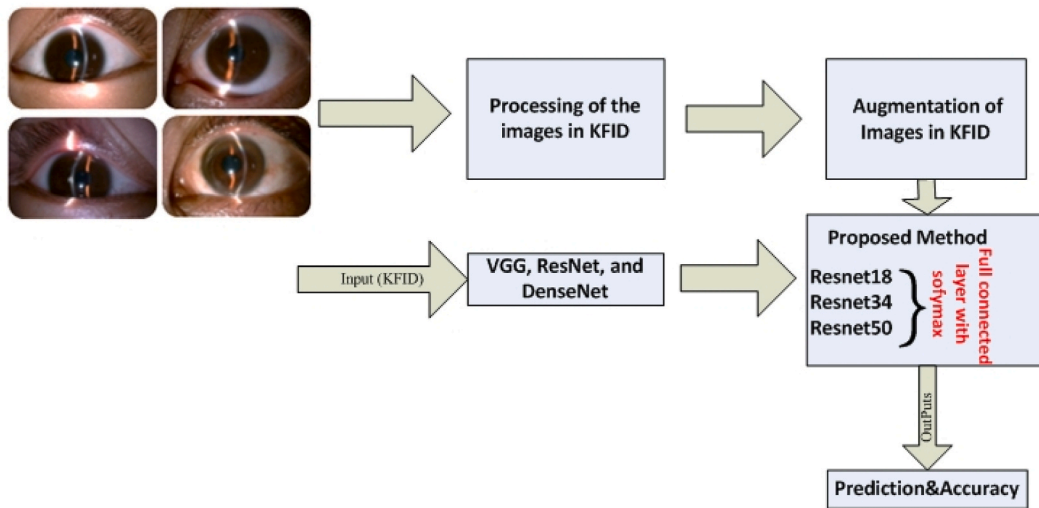 Processing of the
images in KFID
Augmentation of
Images in KFID
Input (KFID)
VGG, ResNet, and
DenseNet
Proposed Method
Resnet18
Resnet34
Resnet50
Full connected
layer with
sofymax
OutPuts
Prediction&Accuracy